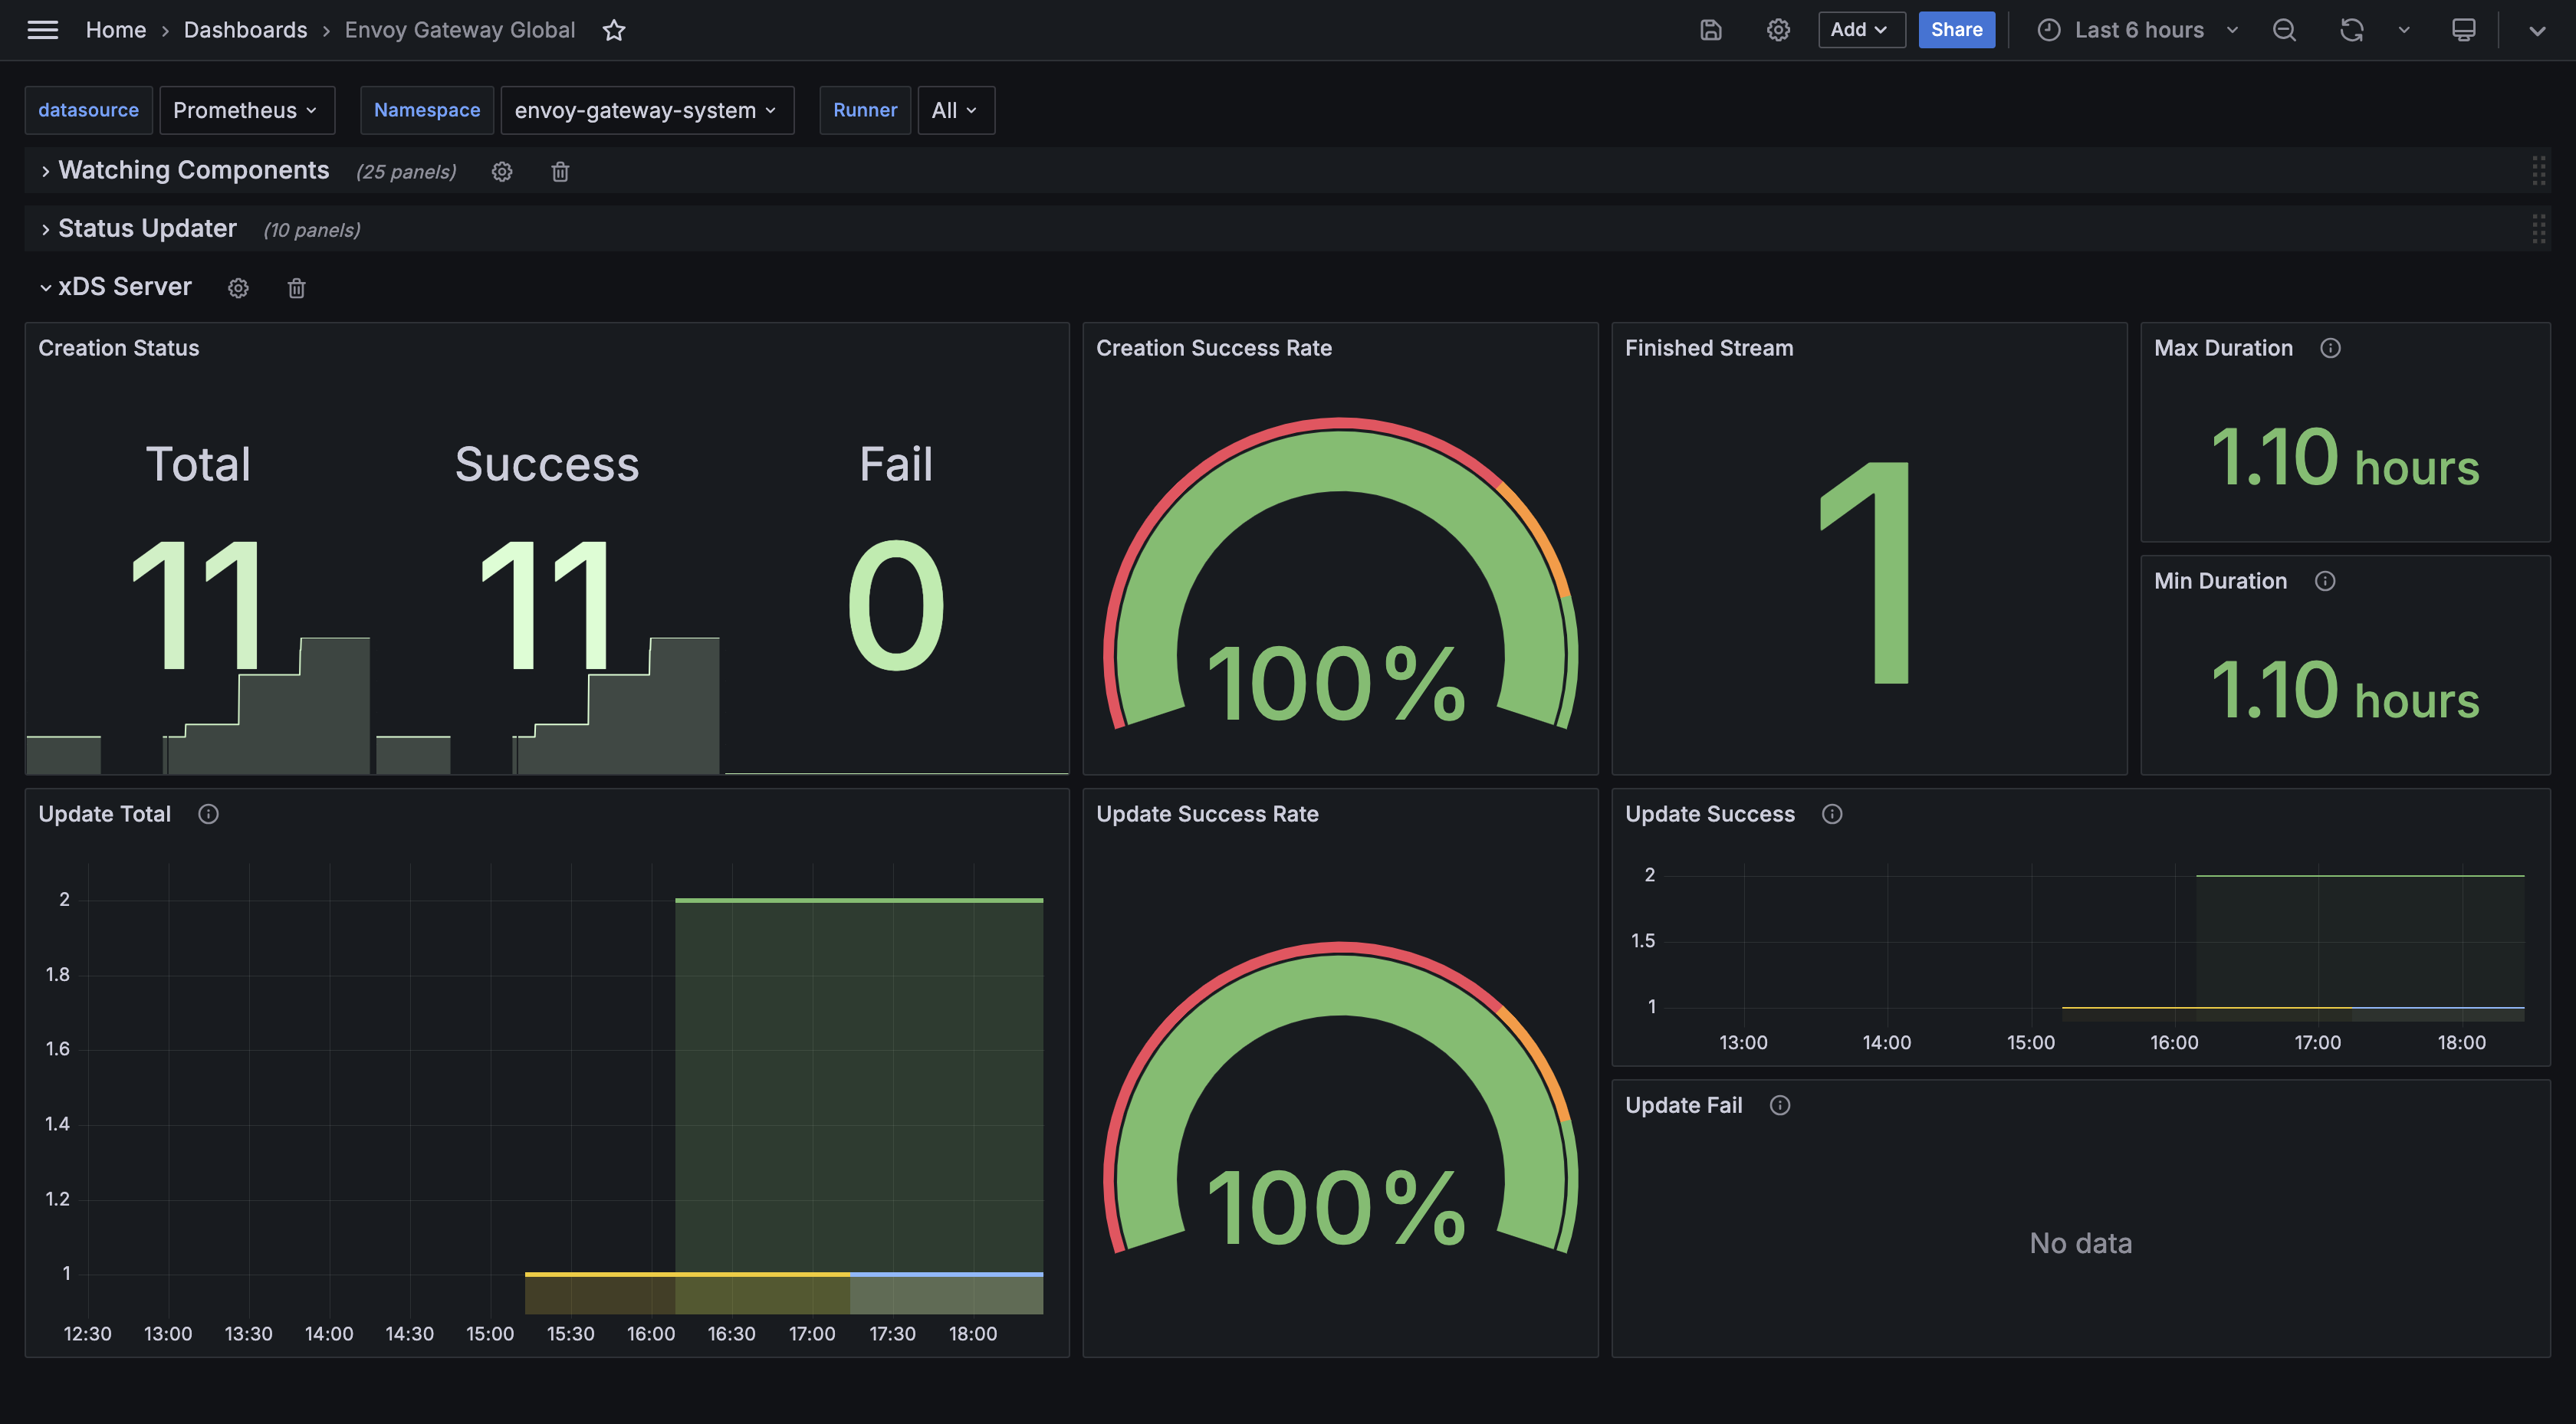 Home › Dashboards › Envoy Gateway Global
Add
Share
Last 6 hours
datasource
Prometheus
Namespace
envoy-gateway-system
Runner
All
Watching Components (25 panels)
Status Updater (10 panels)
xDS Server
Creation Status
Total
Success
Fail
11
11
0
Creation Success Rate
100%
Finished Stream
1
Max Duration
1.10 hours
Min Duration
1.10 hours
Update Total
2
1.8
1.6
1.4
1.2
1
12:30 13:00 13:30 14:00 14:30 15:00 15:30 16:00 16:30 17:00 17:30 18:00
Update Success Rate
100%
Update Success
2
1.5
1
13:00 14:00 15:00 16:00 17:00 18:00
Update Fail
No data